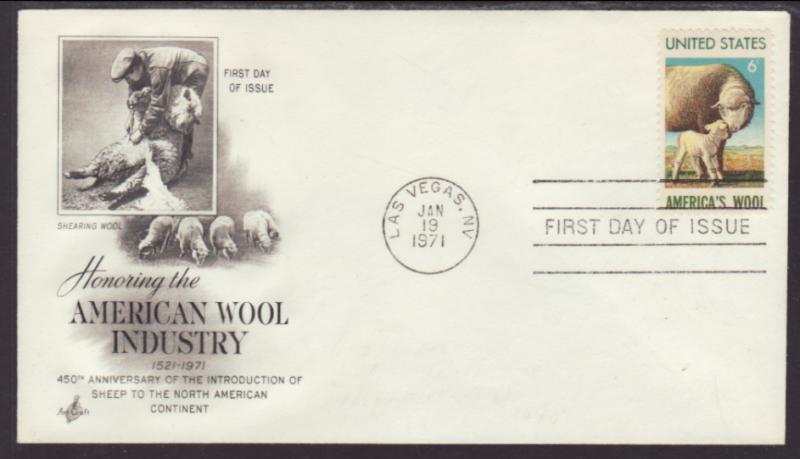 FIRST DAY
OF ISSUE
SHEARING WOOL
Honoring the
AMERICAN WOOL
INDUSTRY
1521-1971
450TH ANNIVERSARY OF THE INTRODUCTION OF
SHEEP TO THE NORTH AMERICAN
CONTINENT
ArtCraft
LAS VEGAS, NV
JAN
19
1971
UNITED STATES
6c
AMERICA'S WOOL
FIRST DAY OF ISSUE